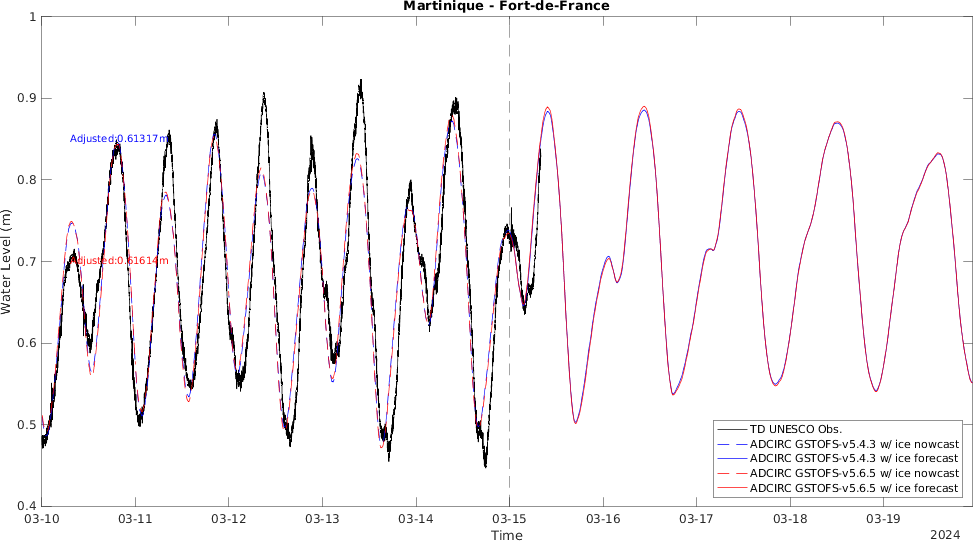 Martinique - Fort-de-France
1
0.9
0.8
0.7
0.6
0.5
0.4
Water Level (m)
Adjusted:0.61317m
Adjusted:0.61614m
TD UNESCO Obs.
ADCIRC GSTOFS-v5.4.3 w/ ice nowcast
ADCIRC GSTOFS-v5.4.3 w/ ice forecast
ADCIRC GSTOFS-v5.6.5 w/ ice nowcast
ADCIRC GSTOFS-v5.6.5 w/ ice forecast
03-10 03-11 03-12 03-13 03-14 03-15 03-16 03-17 03-18 03-19
Time
2024